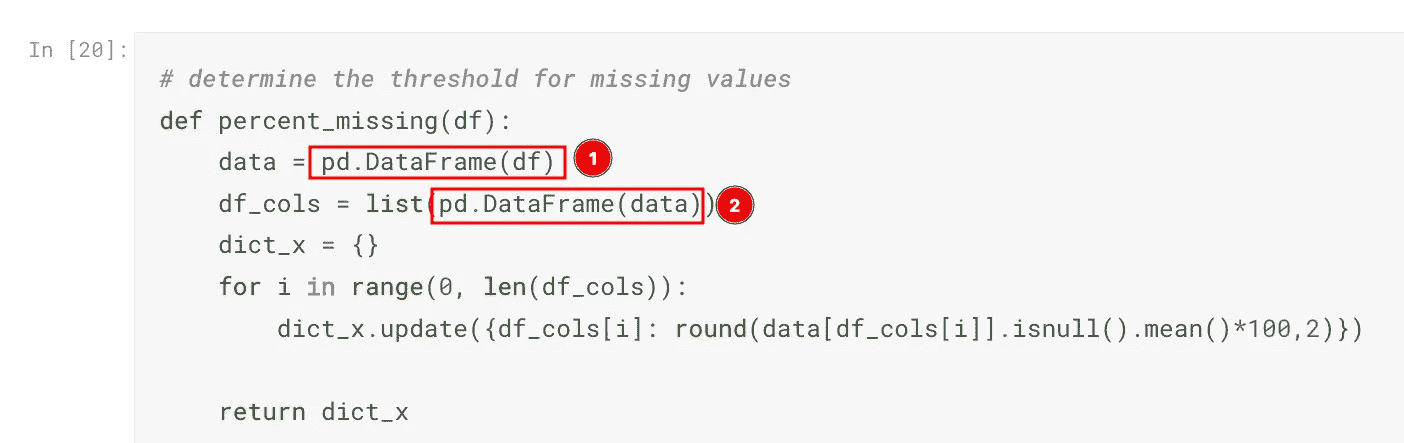 In [20]:
# determine the threshold for missing values
def percent_missing(df):
data = pd.DataFrame(df) 1
df_cols = list(pd.DataFrame(data)) 2
dict_x = {}
for i in range(0, len(df_cols)):
dict_x.update({df_cols[i]: round(data[df_cols[i]].isnull().mean()*100,2)})
return dict_x